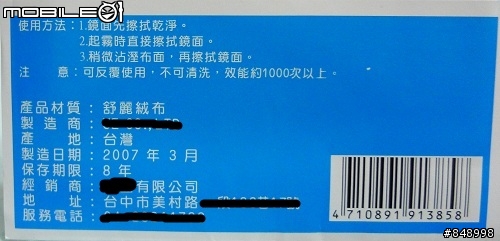 MOBILE01
使用方法：1.鏡面先擦拭乾淨。
2.起霧時直接擦拭鏡面。
3.稍微沾溼布面，再擦拭鏡面。
注　意：可反覆使用，不可清洗，效能約1000次以上。
產品材質：舒麗絨布
製造商：
產　地：台灣
製造日期：2007 年 3 月
保存期限：8 年
經銷商：有限公司
地　址：台中市美村路
服務電話：
4 710891 913858
#848998